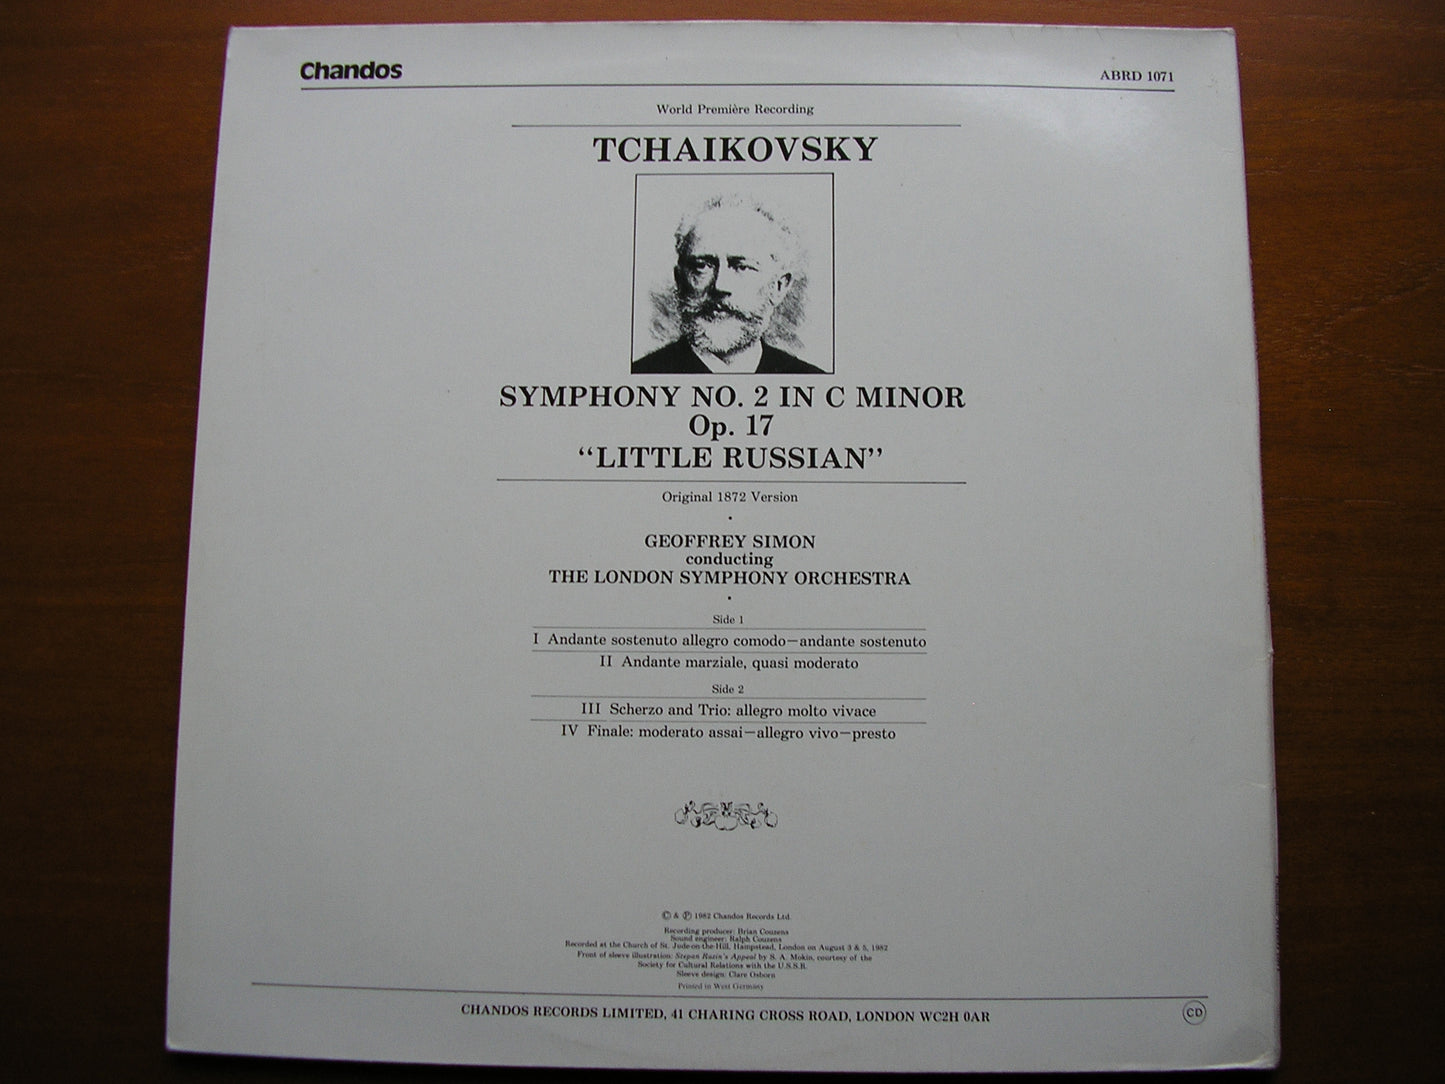 Chandos
ABRD 1071
World Première Recording
TCHAIKOVSKY
SYMPHONY NO. 2 IN C MINOR
Op. 17
“LITTLE RUSSIAN”
Original 1872 Version
GEOFFREY SIMON
conducting
THE LONDON SYMPHONY ORCHESTRA
Side 1
I Andante sostenuto allegro comodo—andante sostenuto
II Andante marziale, quasi moderato
Side 2
III Scherzo and Trio: allegro molto vivace
IV Finale: moderato assai—allegro vivo—presto
© & ℗ 1982 Chandos Records Ltd.
Recording producer: Brian Couzens
Sound engineer: Ralph Couzens
Recorded at the Church of St. Jude-on-the-Hill, Hampstead, London on August 3 & 5, 1982
Front of sleeve illustration: Stepan Razin's Appeal by S. A. Mokin, courtesy of the
Society for Cultural Relations with the U.S.S.R.
Sleeve design: Clare Osborn
Printed in West Germany
CHANDOS RECORDS LIMITED, 41 CHARING CROSS ROAD, LONDON WC2H 0AR
CD